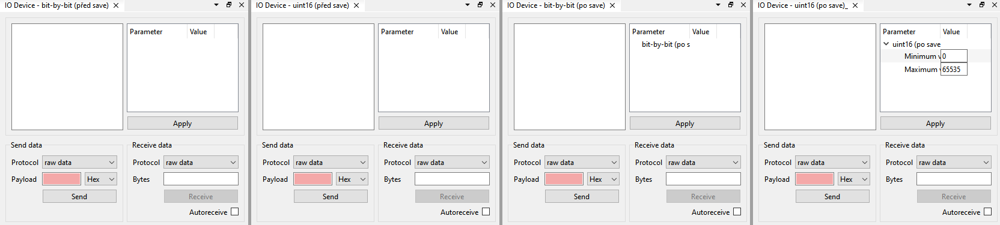 IO Device - bit-by-bit (před save)
Parameter Value
Apply
Send data
Protocol raw data
Payload Hex
Send
Receive data
Protocol raw data
Bytes
Receive
Autoreceive
IO Device - uint16 (před save)
Parameter Value
Apply
Send data
Protocol raw data
Payload Hex
Send
Receive data
Protocol raw data
Bytes
Receive
Autoreceive
IO Device - bit-by-bit (po save)
Parameter Value
bit-by-bit (po s
Apply
Send data
Protocol raw data
Payload Hex
Send
Receive data
Protocol raw data
Bytes
Receive
Autoreceive
IO Device - uint16 (po save)_
Parameter Value
uint16 (po save
Minimum v 0
Maximum v 65535
Apply
Send data
Protocol raw data
Payload Hex
Send
Receive data
Protocol raw data
Bytes
Receive
Autoreceive